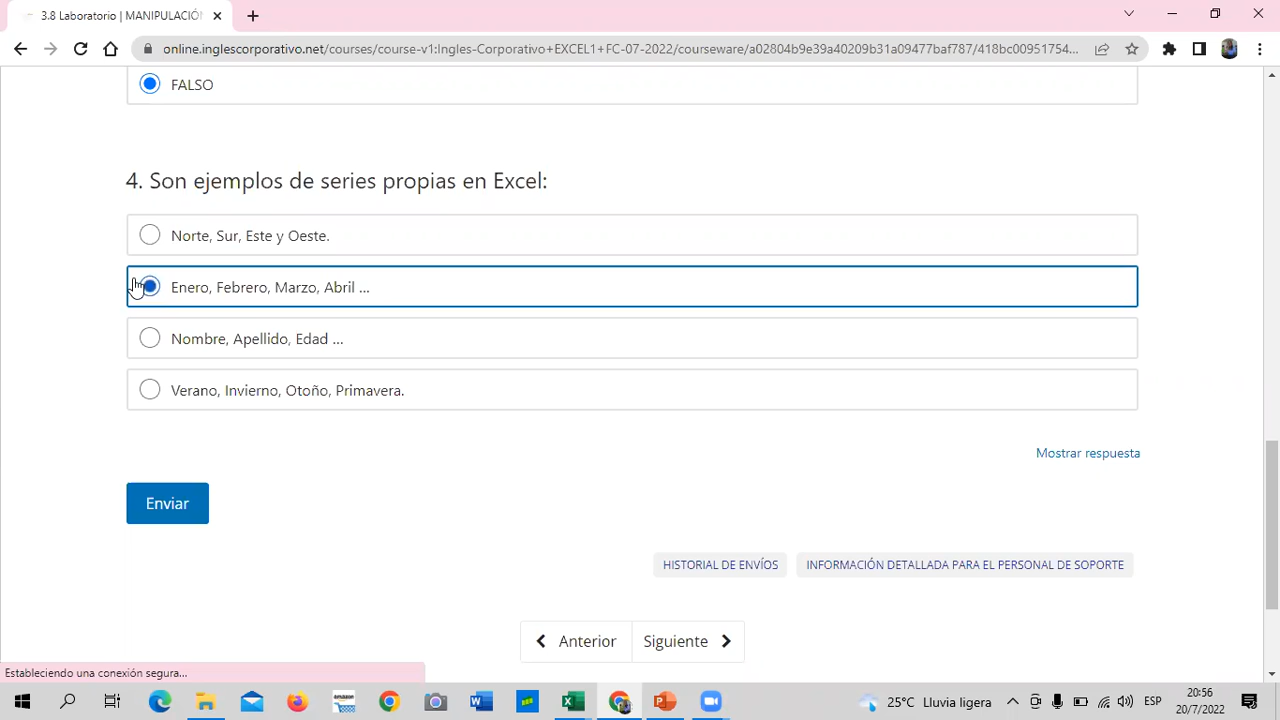 3.8 Laboratorio | MANIPULACIÓN
online.inglescorporativo.net/courses/course-v1:Ingles-Corporativo+EXCEL1+FC-07-2022/courseware/a02804b9e39a40209b31a09477baf787/418bc00951754...
FALSO
4. Son ejemplos de series propias en Excel:
Norte, Sur, Este y Oeste.
Enero, Febrero, Marzo, Abril ...
Nombre, Apellido, Edad ...
Verano, Invierno, Otoño, Primavera.
Mostrar respuesta
Enviar
HISTORIAL DE ENVÍOS
INFORMACIÓN DETALLADA PARA EL PERSONAL DE SOPORTE
Anterior
Siguiente
Estableciendo una conexión segura...
amazon
25°C Lluvia ligera
ESP
20:56
20/7/2022